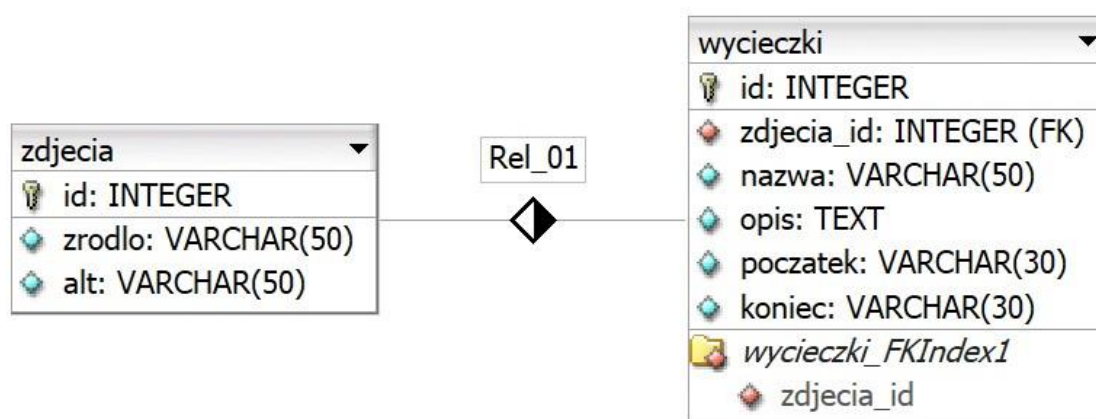 zdjecia
id: INTEGER
zrodlo: VARCHAR(50)
alt: VARCHAR(50)
Rel_01
wycieczki
id: INTEGER
zdjecia_id: INTEGER (FK)
nazwa: VARCHAR(50)
opis: TEXT
poczatek: VARCHAR(30)
koniec: VARCHAR(30)
wycieczki_FKIndex1
zdjecia_id